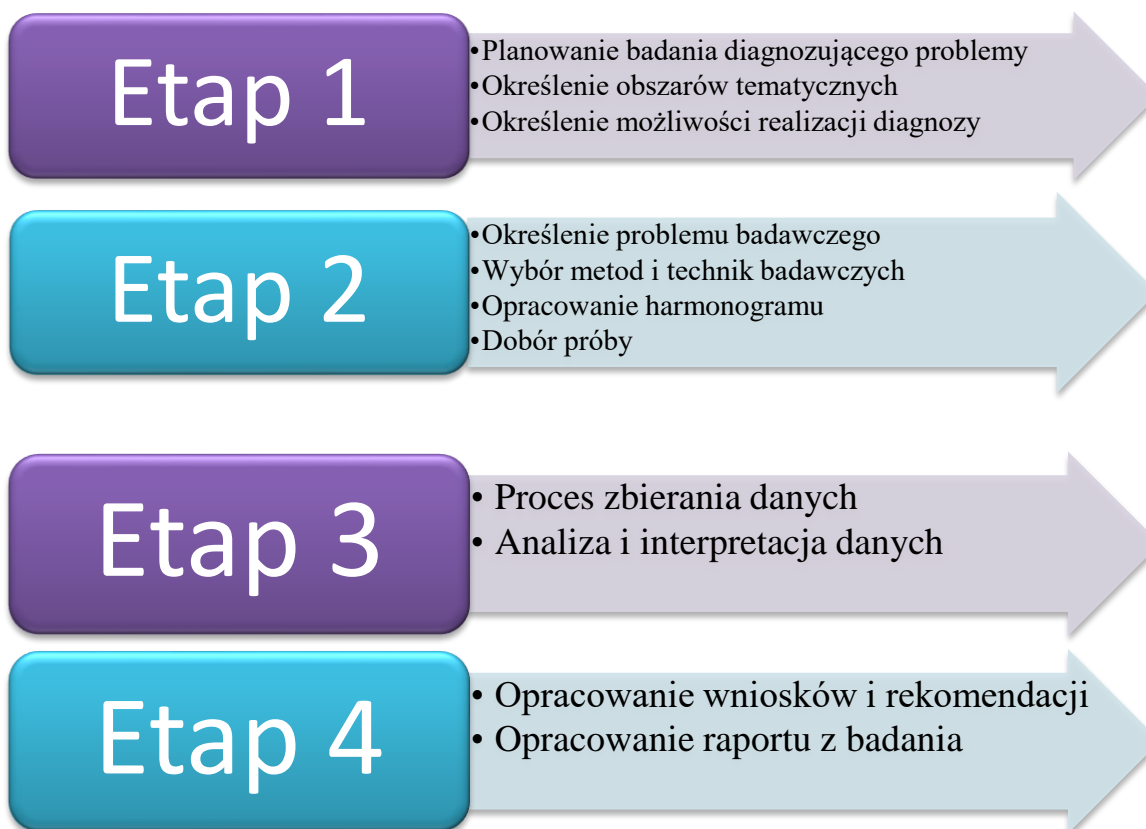 Etap 1
•Planowanie badania diagnozującego problemy
•Określenie obszarów tematycznych
•Określenie możliwości realizacji diagnozy
Etap 2
•Określenie problemu badawczego
•Wybór metod i technik badawczych
•Opracowanie harmonogramu
•Dobór próby
Etap 3
• Proces zbierania danych
• Analiza i interpretacja danych
Etap 4
• Opracowanie wniosków i rekomendacji
• Opracowanie raportu z badania